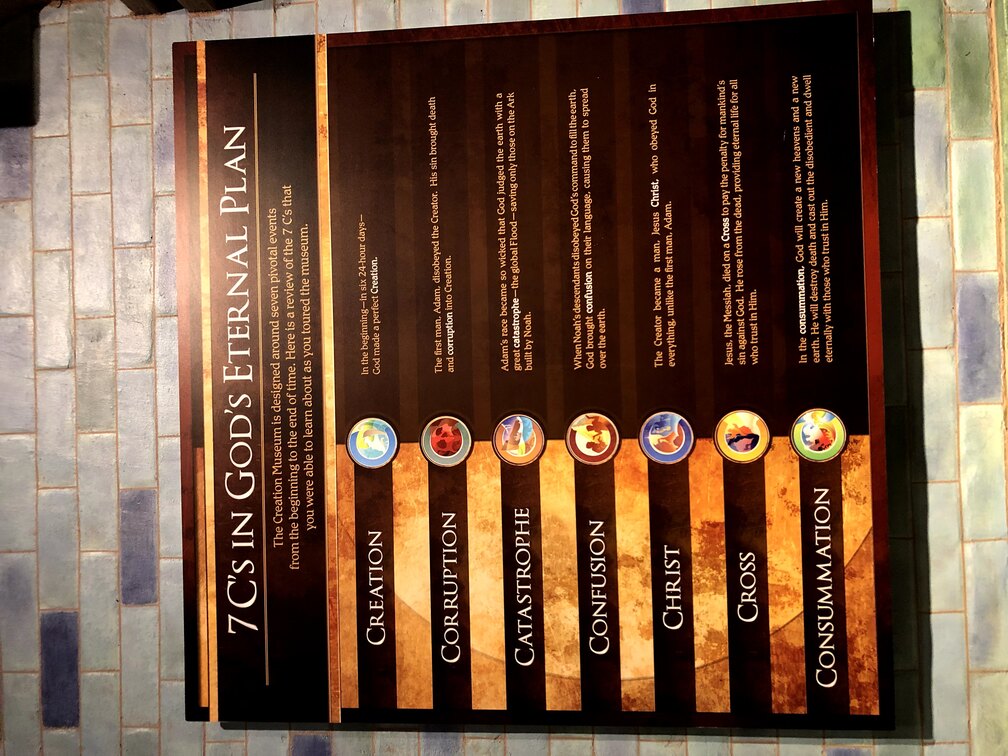 7 C's in God's Eternal Plan
The Creation Museum is designed around seven pivotal events
from the beginning to the end of time. Here is a review of the 7 C's that
you were able to learn about as you toured the museum.
Creation
In the beginning—in six 24-hour days—
God made a perfect Creation.
Corruption
The first man, Adam, disobeyed the Creator. His sin brought death
and corruption into Creation.
Catastrophe
Adam's race became so wicked that God judged the earth with a
great catastrophe—the global Flood—saving only those on the Ark
built by Noah.
Confusion
When Noah's descendants disobeyed God's command to fill the earth,
God brought confusion on their language, causing them to spread
over the earth.
Christ
The Creator became a man, Jesus Christ, who obeyed God in
everything, unlike the first man, Adam.
Cross
Jesus, the Messiah, died on a Cross to pay the penalty for mankind's
sin against God. He rose from the dead, providing eternal life for all
who trust in Him.
Consummation
In the consummation, God will create a new heavens and a new
earth. He will destroy death and cast out the disobedient and dwell
eternally with those who trust in Him.